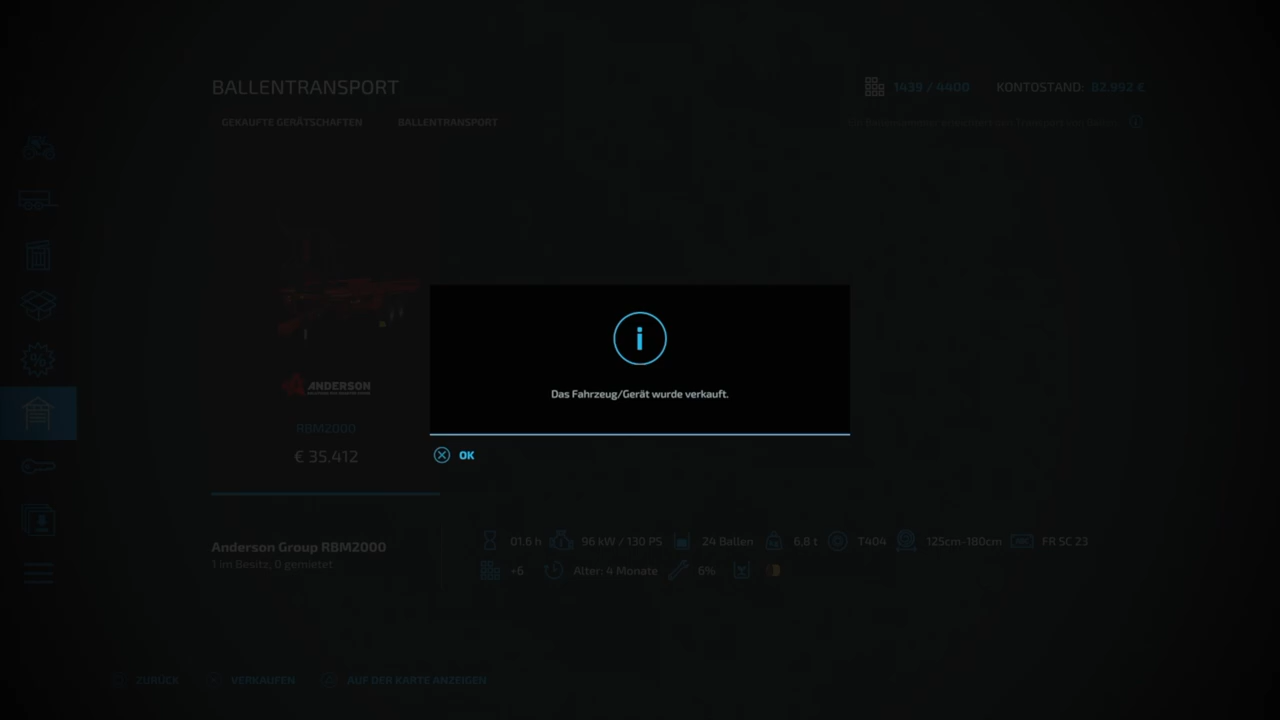 BALLENTRANSPORT
1439 / 4400 KONTOSTAND: 82.992 €
GEKAUFTE GERÄTSCHAFTEN BALLENTRANSPORT
i
Das Fahrzeug/Gerät wurde verkauft.
OK
ANDERSON
RBM2000
€ 35.412
Anderson Group RBM2000
1 im Besitz, 0 gemietet
01.6 h 96 kW / 130 PS 24 Ballen 6,8 t T404 125cm-180cm ABC FR SC 23
+6 Alter: 4 Monate 6%
ZURÜCK VERKAUFEN AUF DER KARTE ANZEIGEN